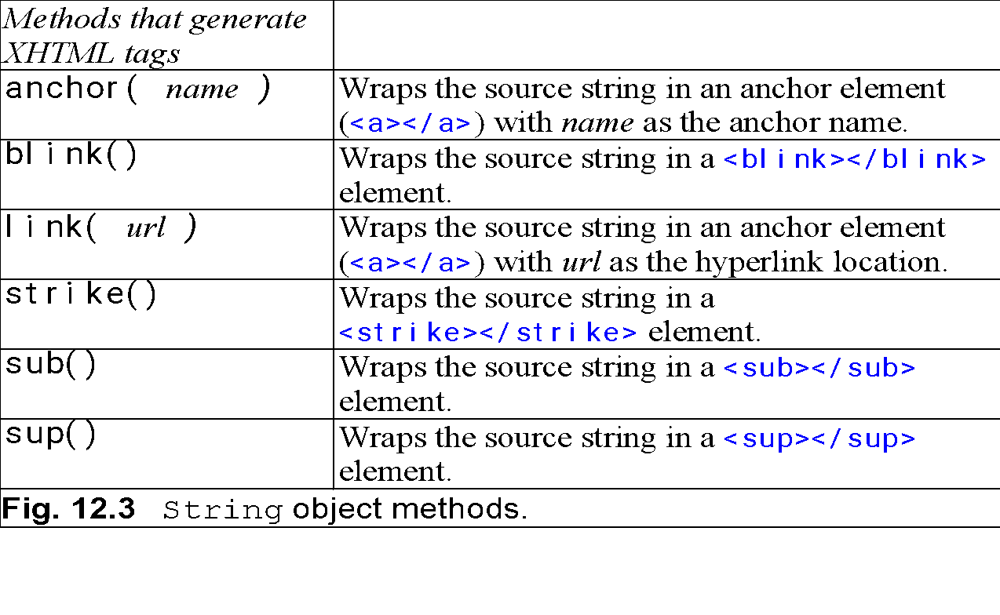 Methods that generate
XHTML tags
anchor( name )
Wraps the source string in an anchor element
(<a></a>) with name as the anchor name.
blink()
Wraps the source string in a <blink></blink>
element.
link( url )
Wraps the source string in an anchor element
(<a></a>) with url as the hyperlink location.
strike()
Wraps the source string in a
<strike></strike> element.
sub()
Wraps the source string in a <sub></sub>
element.
sup()
Wraps the source string in a <sup></sup>
element.
Fig. 12.3 String object methods.